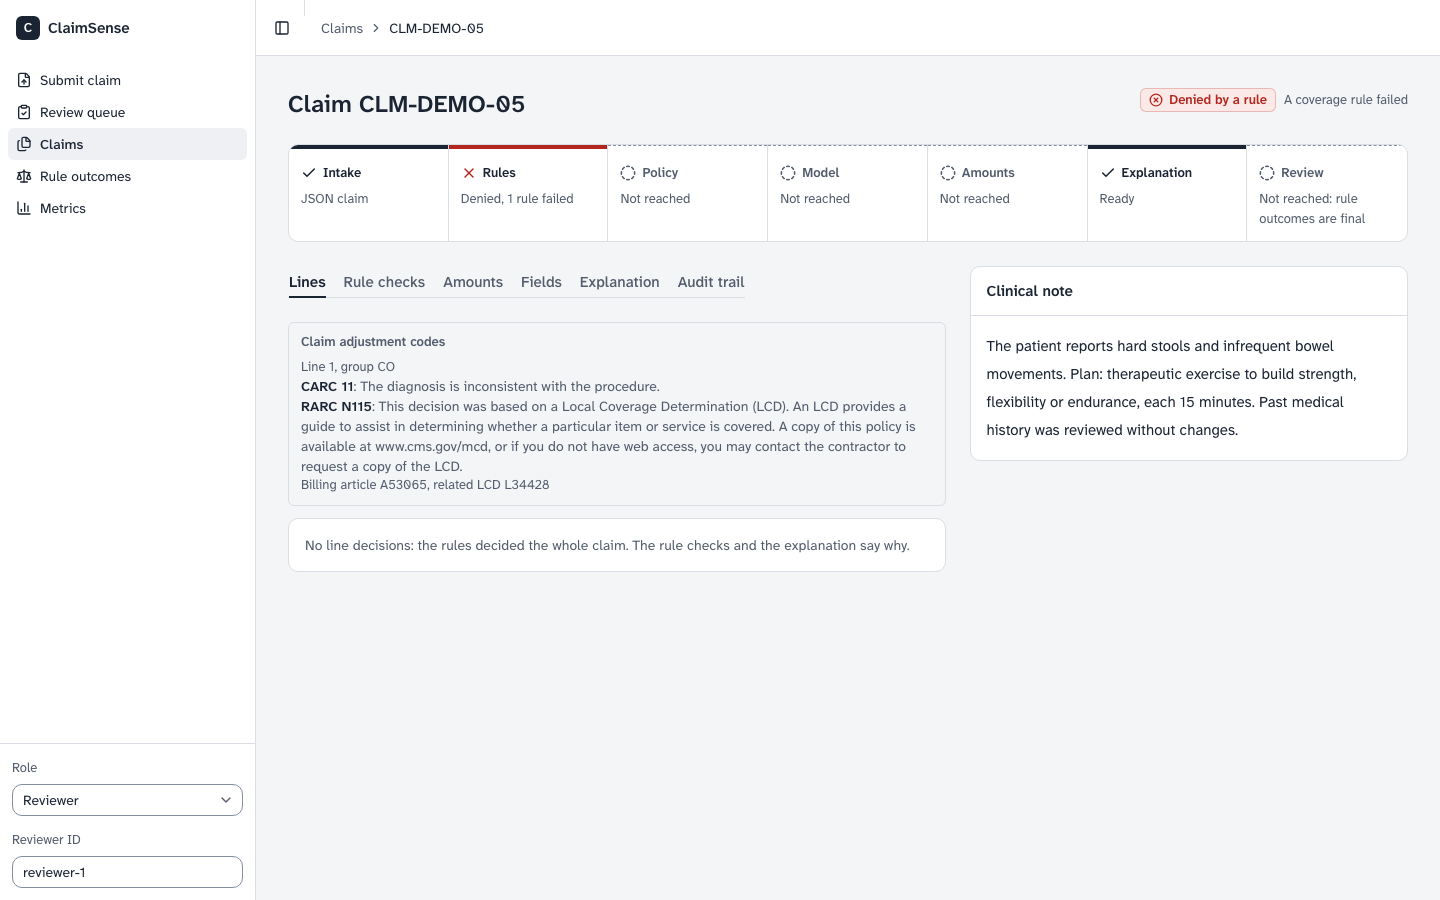 C ClaimSense
Submit claim
Review queue
Claims
Rule outcomes
Metrics
Role
Reviewer
Reviewer ID
reviewer-1
Claims > CLM-DEMO-05
Claim CLM-DEMO-05
Denied by a rule A coverage rule failed
Intake
JSON claim
Rules
Denied, 1 rule failed
Policy
Not reached
Model
Not reached
Amounts
Not reached
Explanation
Ready
Review
Not reached: rule
outcomes are final
Lines Rule checks Amounts Fields Explanation Audit trail
Claim adjustment codes
Line 1, group CO
CARC 11: The diagnosis is inconsistent with the procedure.
RARC N115: This decision was based on a Local Coverage Determination (LCD). An LCD provides a
guide to assist in determining whether a particular item or service is covered. A copy of this policy is
available at www.cms.gov/mcd, or if you do not have web access, you may contact the contractor to
request a copy of the LCD.
Billing article A53065, related LCD L34428
No line decisions: the rules decided the whole claim. The rule checks and the explanation say why.
Clinical note
The patient reports hard stools and infrequent bowel
movements. Plan: therapeutic exercise to build strength,
flexibility or endurance, each 15 minutes. Past medical
history was reviewed without changes.